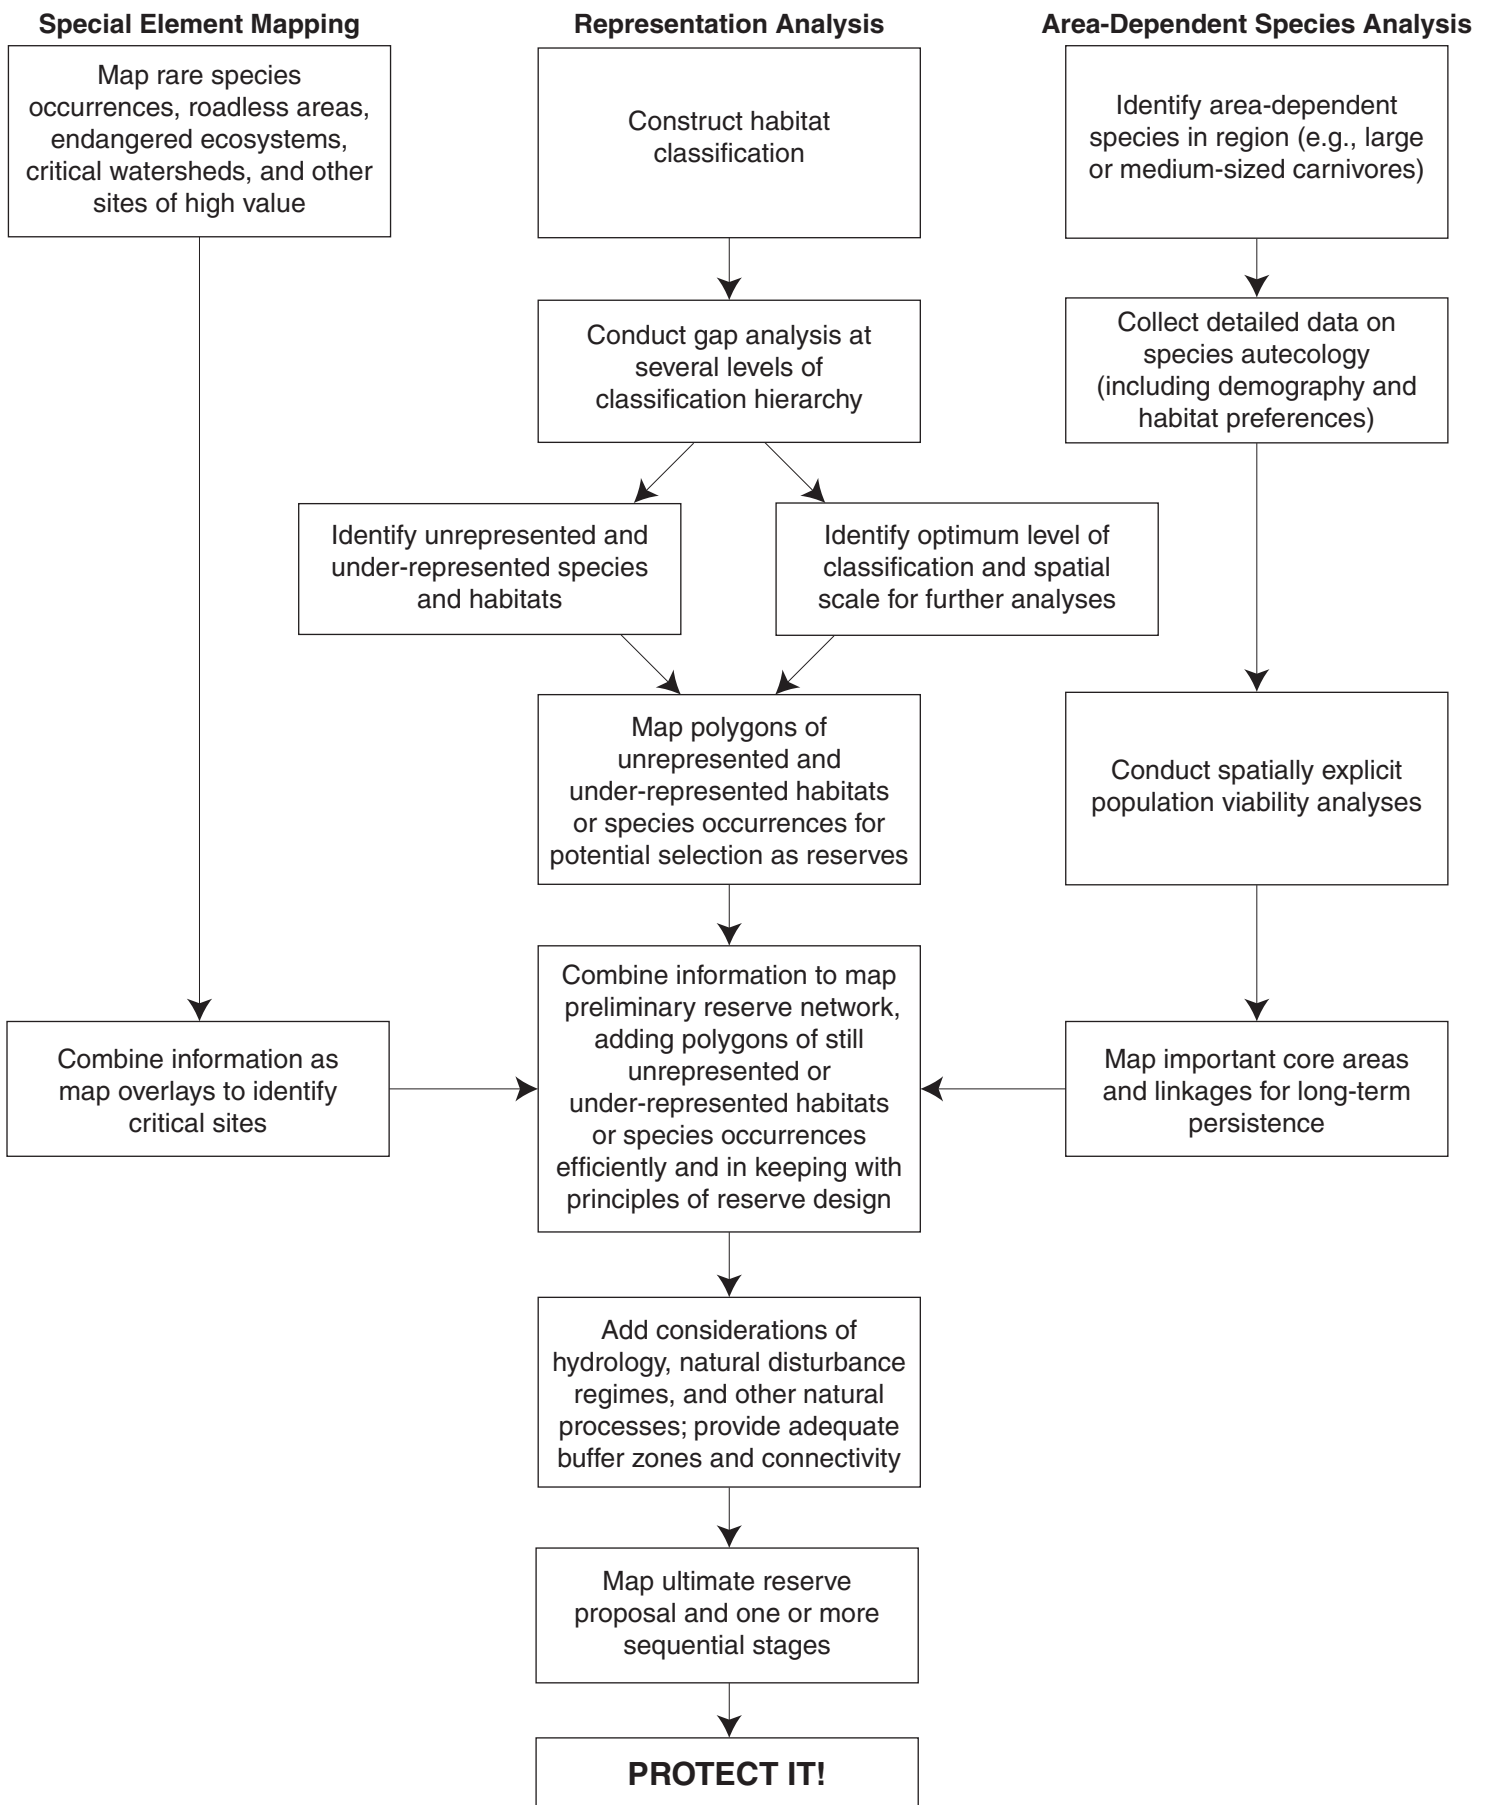 Special Element Mapping
Map rare species
occurrences, roadless areas,
endangered ecosystems,
critical watersheds, and other
sites of high value
Combine information as
map overlays to identify
critical sites
Representation Analysis
Construct habitat
classification
Conduct gap analysis at
several levels of
classification hierarchy
Identify unrepresented and
under-represented species
and habitats
Identify optimum level of
classification and spatial
scale for further analyses
Map polygons of
unrepresented and
under-represented habitats
or species occurrences for
potential selection as reserves
Combine information to map
preliminary reserve network,
adding polygons of still
unrepresented or
under-represented habitats
or species occurrences
efficiently and in keeping with
principles of reserve design
Add considerations of
hydrology, natural disturbance
regimes, and other natural
processes; provide adequate
buffer zones and connectivity
Map ultimate reserve
proposal and one or more
sequential stages
PROTECT IT!
Area-Dependent Species Analysis
Identify area-dependent
species in region (e.g., large
or medium-sized carnivores)
Collect detailed data on
species autecology
(including demography and
habitat preferences)
Conduct spatially explicit
population viability analyses
Map important core areas
and linkages for long-term
persistence